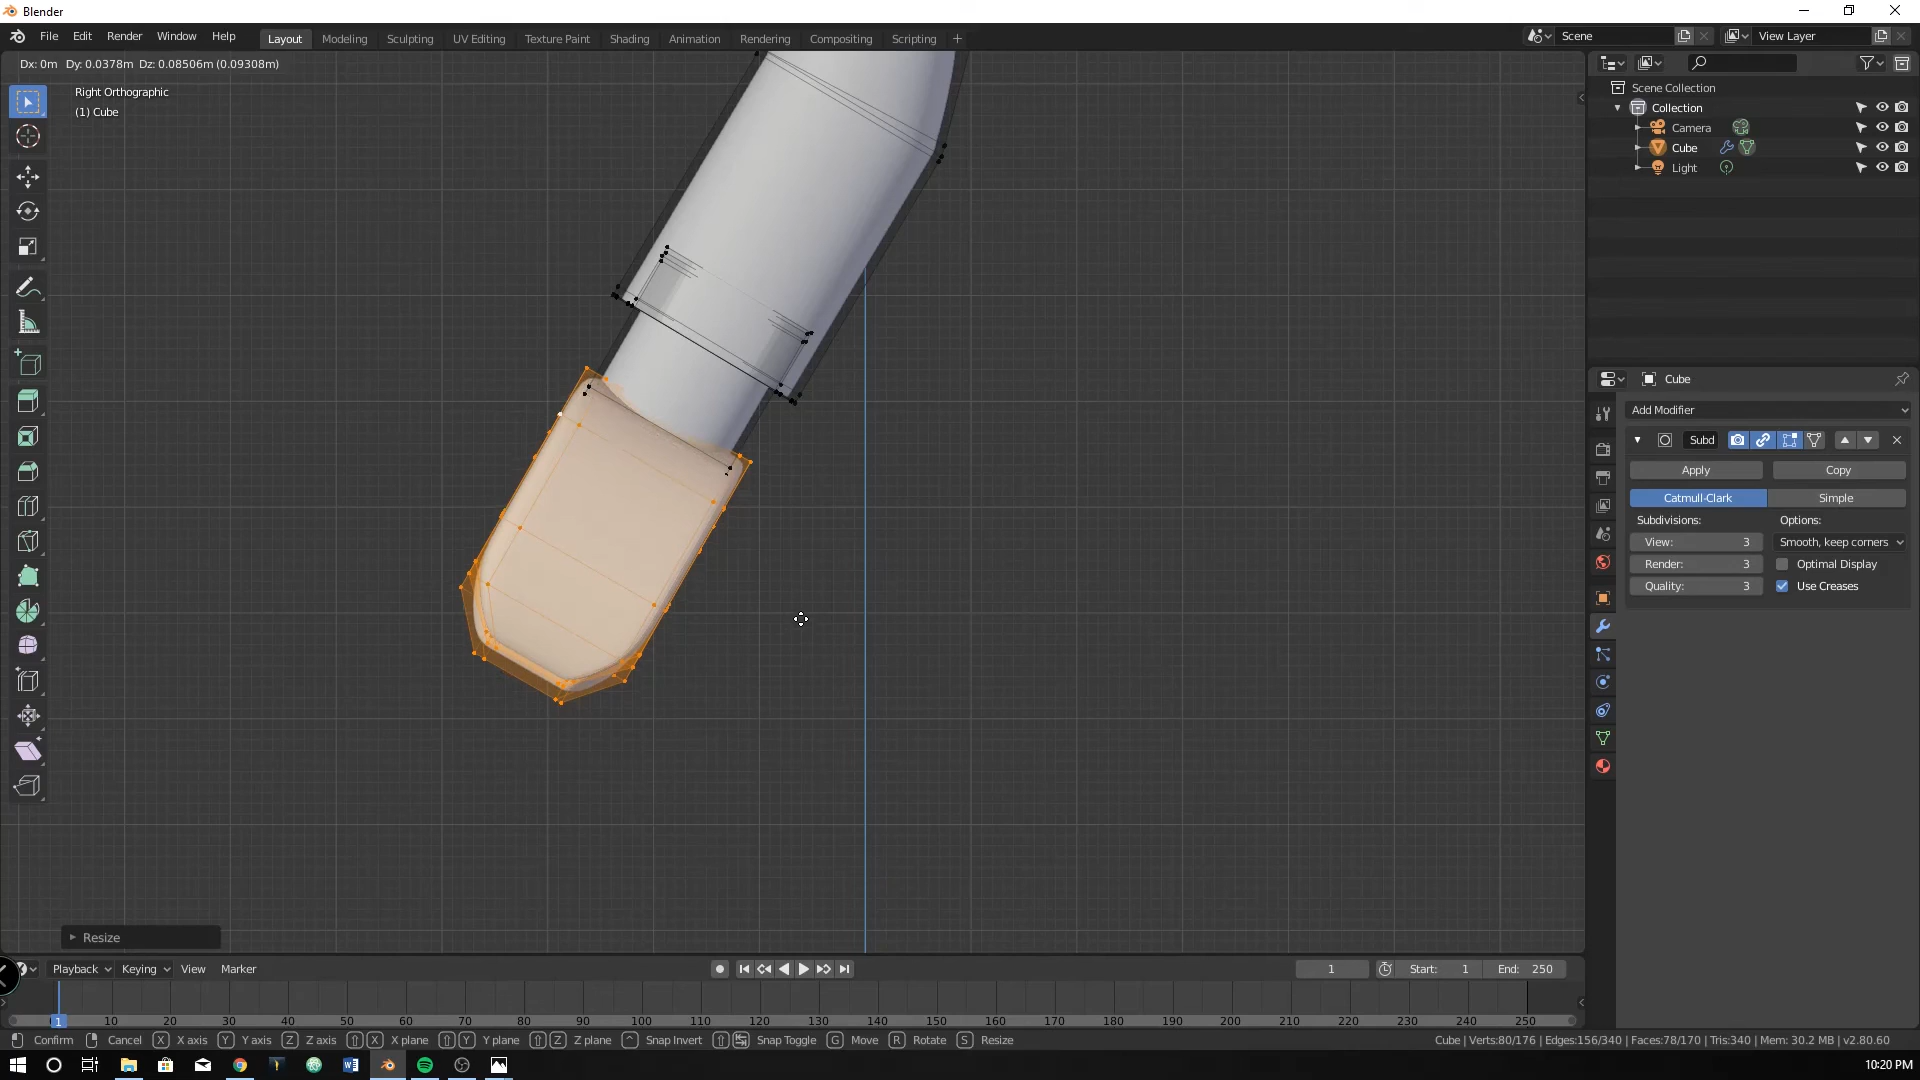 Blender
File Edit Render Window Help
Layout Modeling Sculpting UV Editing Texture Paint Shading Animation Rendering Compositing Scripting +
Scene
View Layer
Dx: 0m Dy: 0.0378m Dz: 0.08506m (0.09308m)
Right Orthographic
(1) Cube
Scene Collection
Collection
Camera
Cube
Light
Cube
Add Modifier
Subd
Apply Copy
Catmull-Clark Simple
Subdivisions: Options:
View: 3 Smooth, keep corners
Render: 3 Optimal Display
Quality: 3 Use Creases
Resize
Playback Keying View Marker
1 Start: 1 End: 250
1 10 20 30 40 50 60 70 80 90 100 110 120 130 140 150 160 170 180 190 200 210 220 230 240 250
Confirm Cancel X X axis Y Y axis Z Z axis X X plane Y Y plane Z Z plane ^ Snap Invert Snap Toggle G Move R Rotate S Resize
Cube | Verts:80/176 | Edges:156/340 | Faces:78/170 | Tris:340 | Mem: 30.2 MB | v2.80.60
10:20 PM